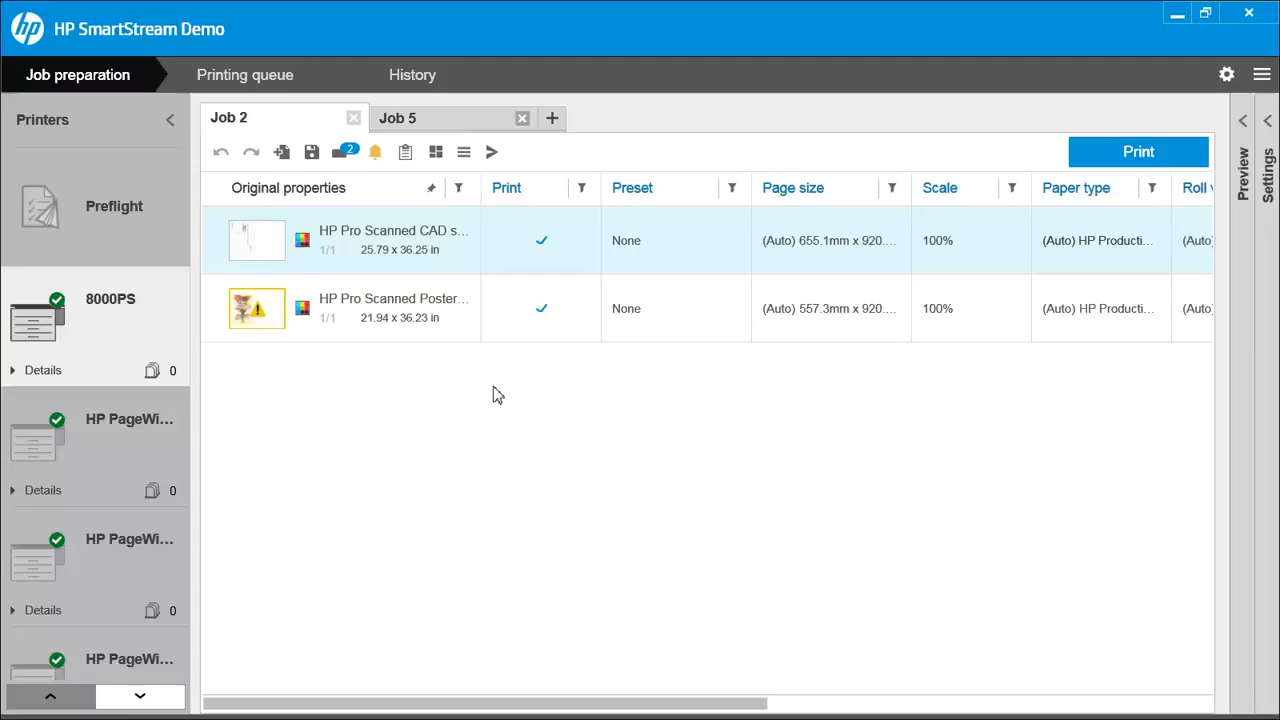 hp HP SmartStream Demo
Job preparation Printing queue History
Printers
Preflight
8000PS
Details 0
HP PageWi...
Details 0
HP PageWi...
Details 0
HP PageWi...
Job 2 Job 5
2
Print
Original properties Print Preset Page size Scale Paper type Roll
HP Pro Scanned CAD s... None (Auto) 655.1mm x 920.... 100% (Auto) HP Producti... (Auto)
1/1 25.79 x 36.25 in
HP Pro Scanned Poster... None (Auto) 557.3mm x 920.... 100% (Auto) HP Producti... (Auto)
1/1 21.94 x 36.23 in
Preview
Settings